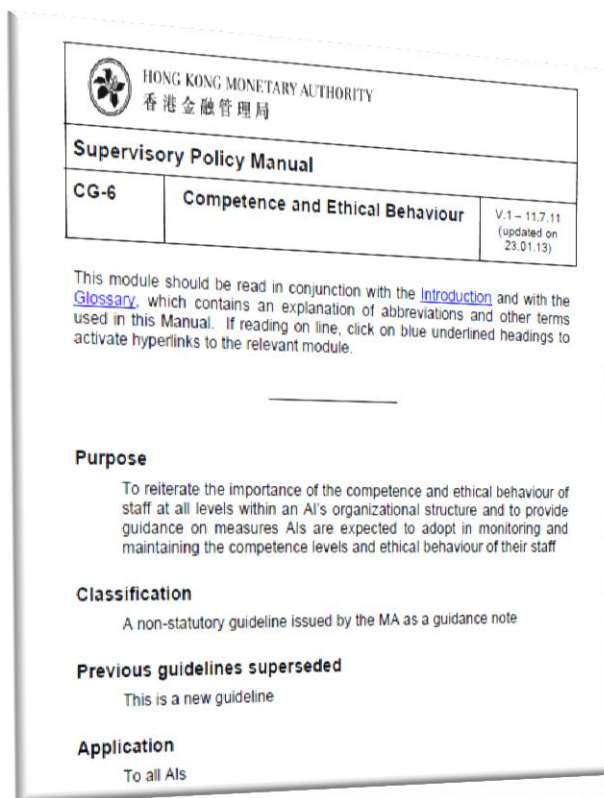 HONG KONG MONETARY AUTHORITY
香港金融管理局
Supervisory Policy Manual
CG-6
Competence and Ethical Behaviour
V.1 – 11.7.11
(updated on
23.01.13)
This module should be read in conjunction with the Introduction and with the
Glossary, which contains an explanation of abbreviations and other terms
used in this Manual. If reading on line, click on blue underlined headings to
activate hyperlinks to the relevant module.
Purpose
To reiterate the importance of the competence and ethical behaviour of
staff at all levels within an AI's organizational structure and to provide
guidance on measures AIs are expected to adopt in monitoring and
maintaining the competence levels and ethical behaviour of their staff
Classification
A non-statutory guideline issued by the MA as a guidance note
Previous guidelines superseded
This is a new guideline
Application
To all AIs